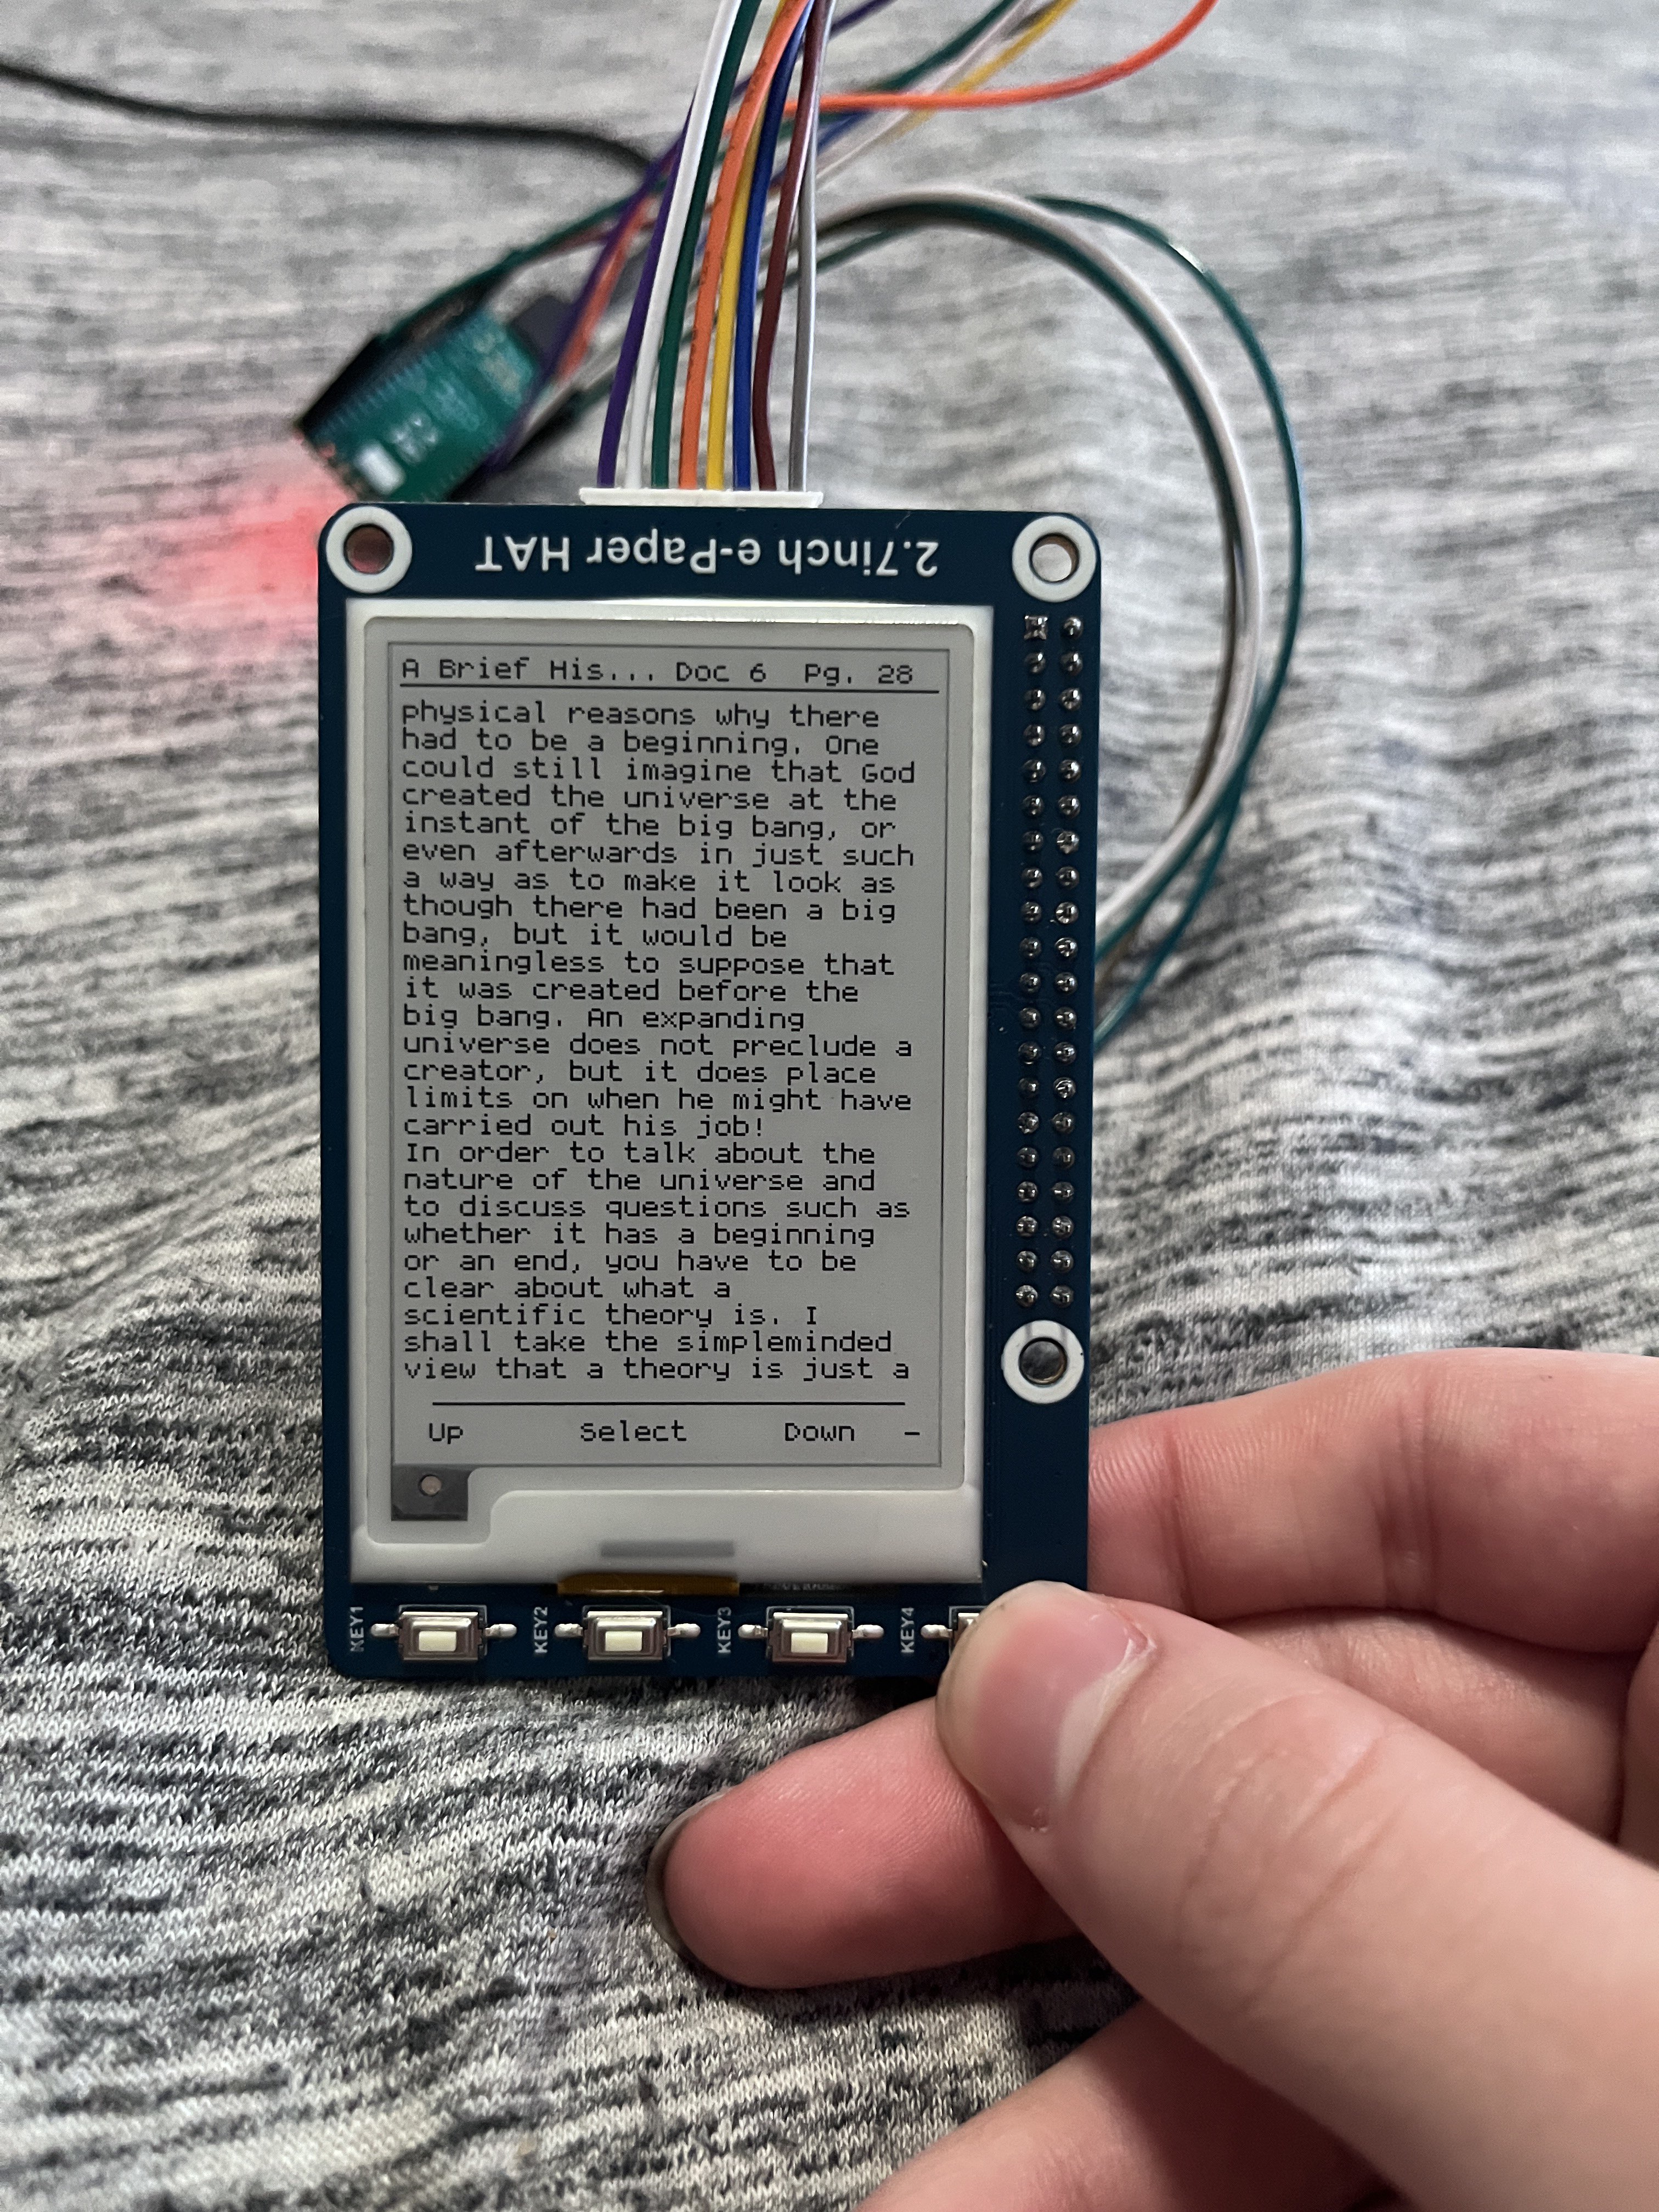 2.7inch e-Paper HAT
A Brief His... Doc 6 Pg. 28
physical reasons why there
had to be a beginning. One
could still imagine that God
created the universe at the
instant of the big bang, or
even afterwards in just such
a way as to make it look as
though there had been a big
bang, but it would be
meaningless to suppose that
it was created before the
big bang. An expanding
universe does not preclude a
creator, but it does place
limits on when he might have
carried out his job!
In order to talk about the
nature of the universe and
to discuss questions such as
whether it has a beginning
or an end, you have to be
clear about what a
scientific theory is. I
shall take the simpleminded
view that a theory is just a
Up Select Down -
KEY1 KEY2 KEY3 KEY4